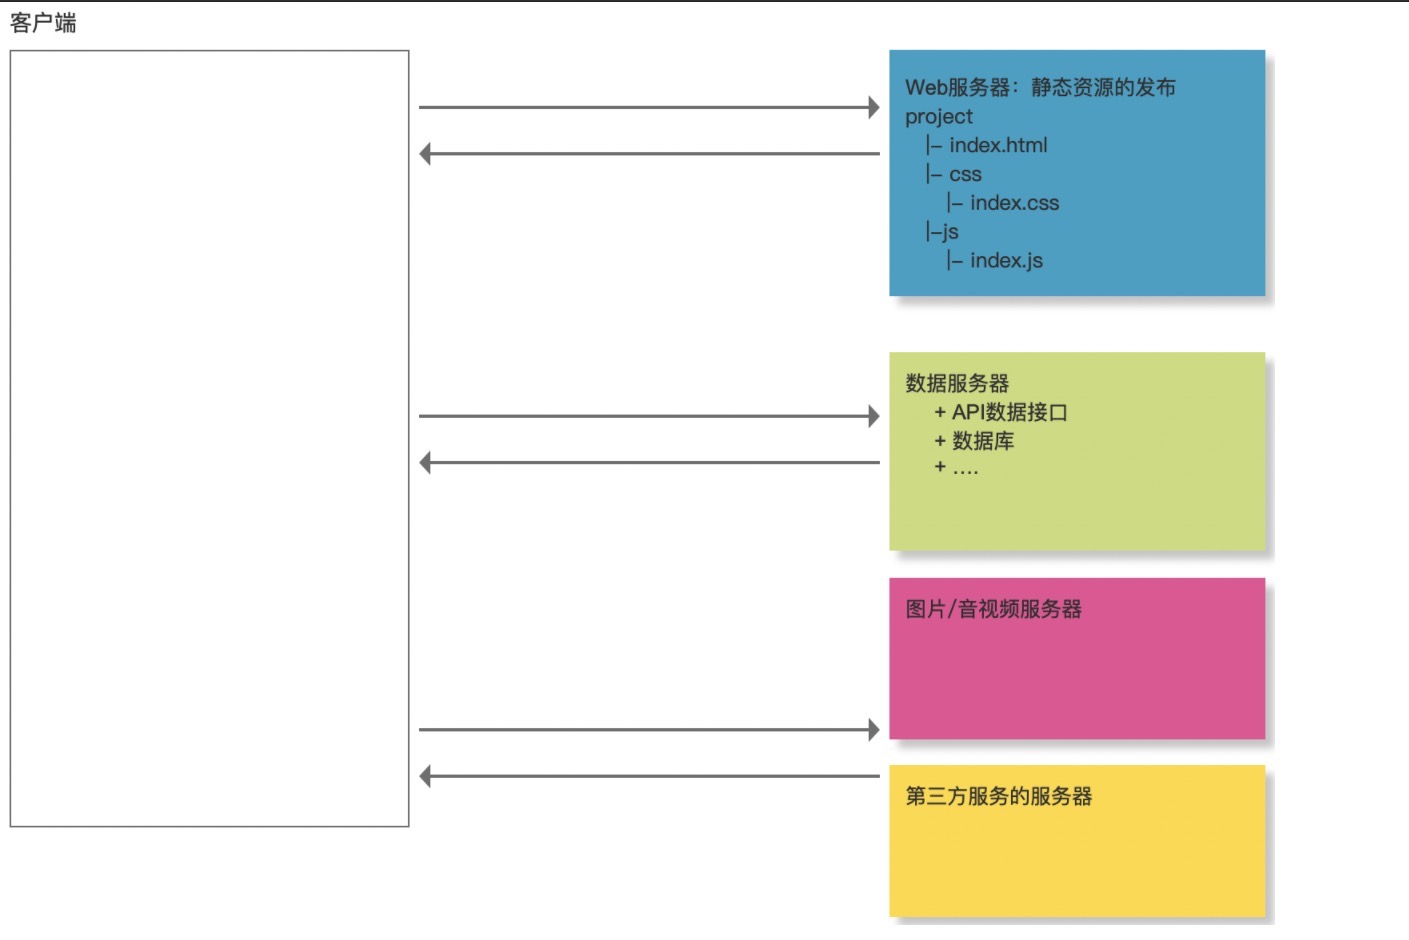 客户端
Web服务器：静态资源的发布
project
|- index.html
|- css
|- index.css
|-js
|- index.js
数据服务器
+ API数据接口
+ 数据库
+ ....
图片/音视频服务器
第三方服务的服务器